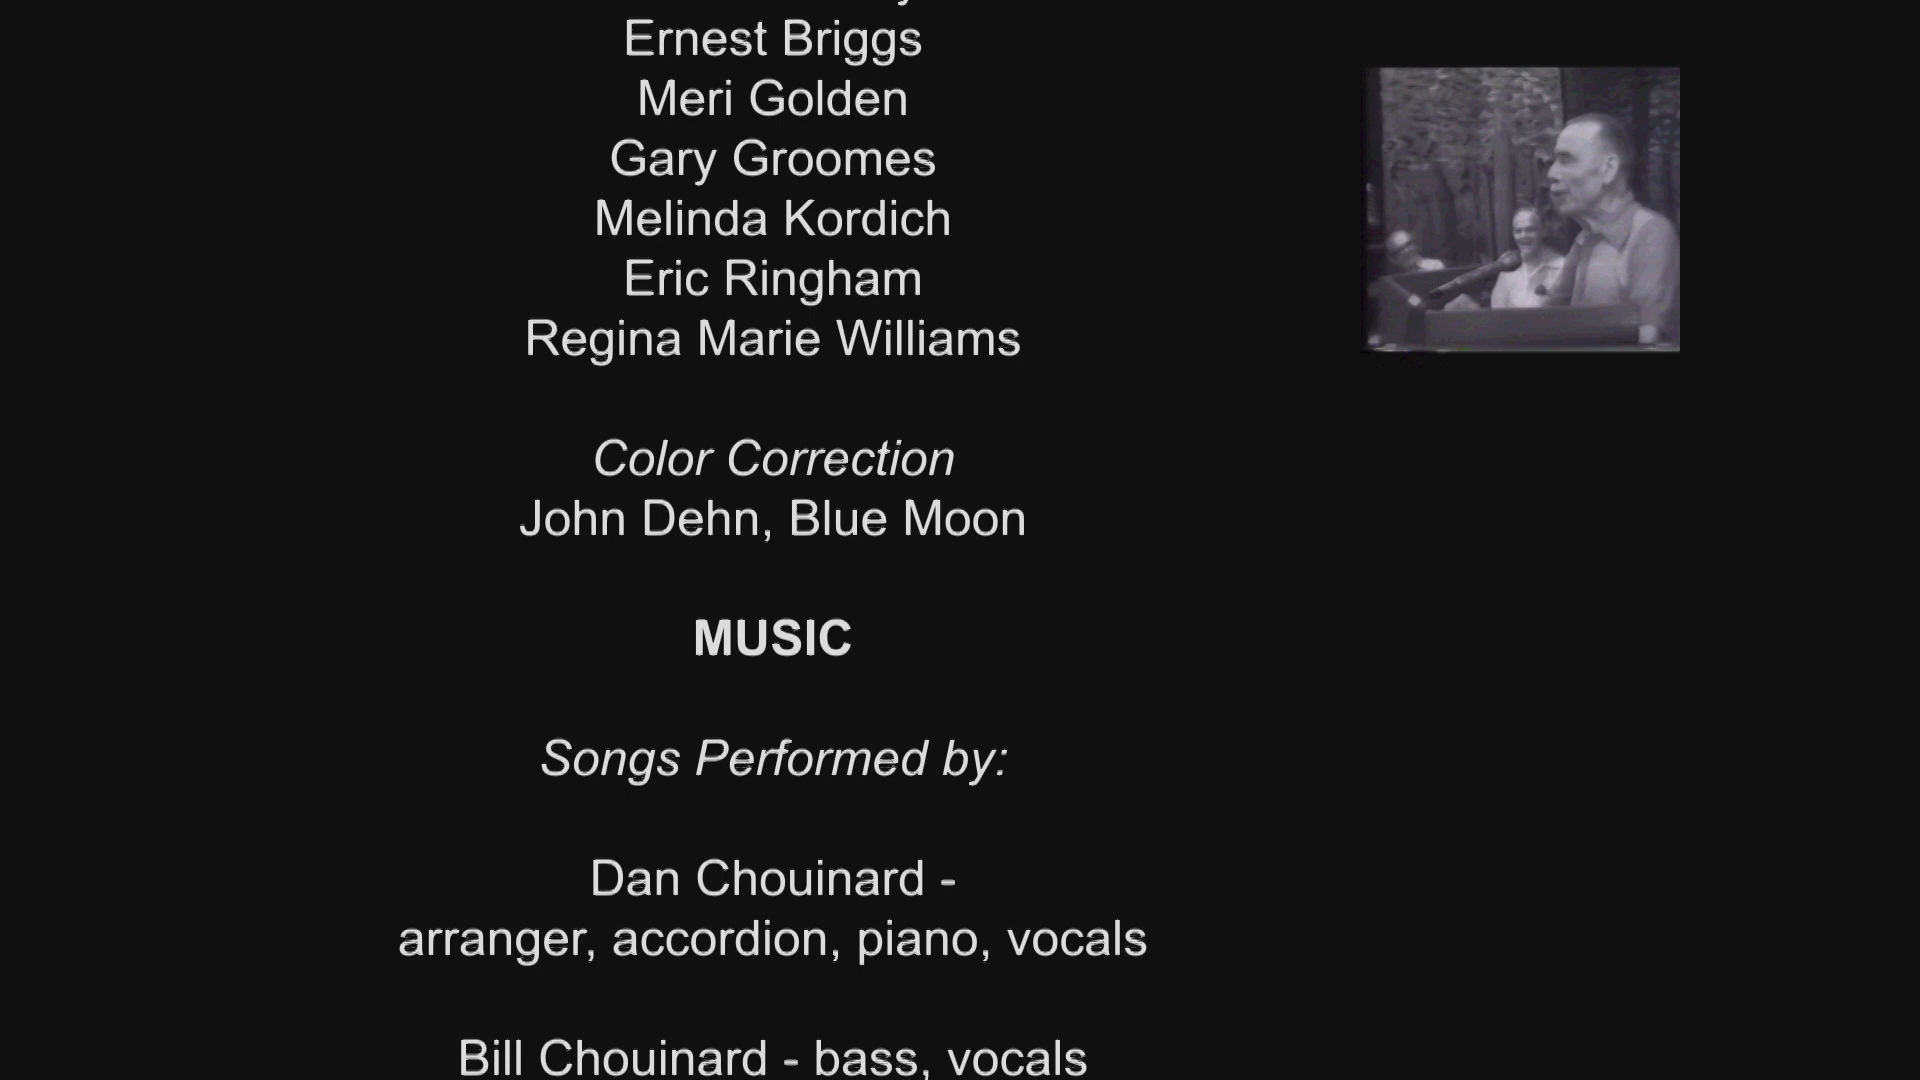 Ernest Briggs
Meri Golden
Gary Groomes
Melinda Kordich
Eric Ringham
Regina Marie Williams
Color Correction
John Dehn, Blue Moon
MUSIC
Songs Performed by:
Dan Chouinard -
arranger, accordion, piano, vocals
Bill Chouinard - bass, vocals